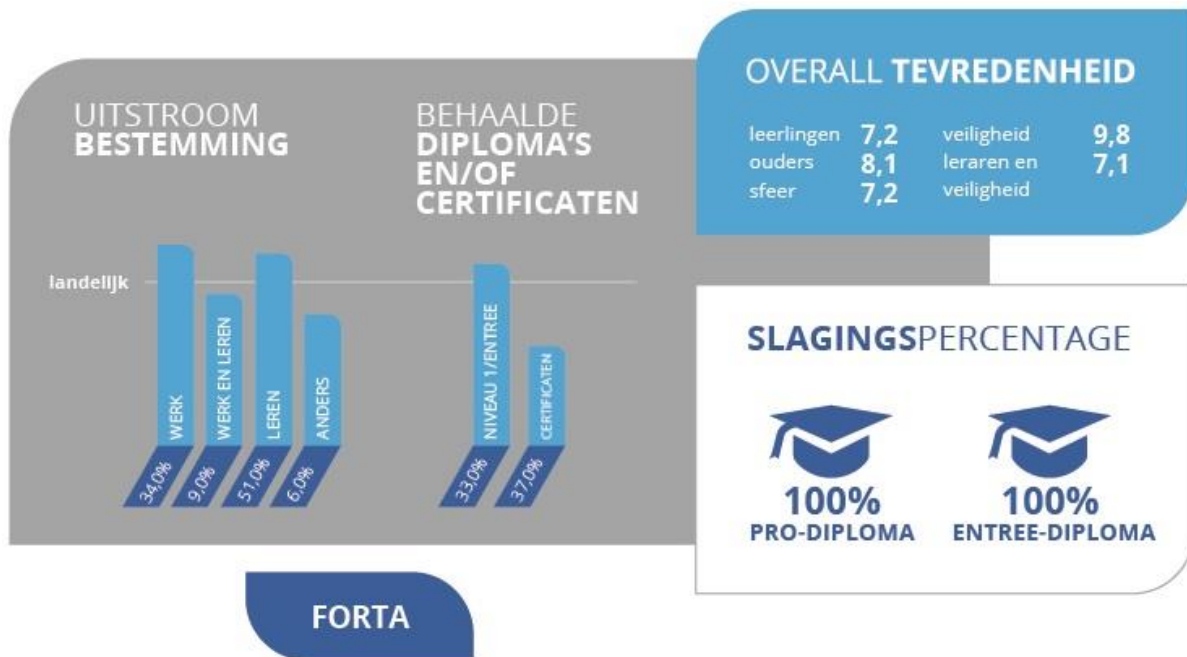 UITSTROOM
BESTEMMING
BEHAALDE
DIPLOMA'S
EN/OF
CERTIFICATEN
OVERALL TEVREDENHEID
leerlingen 7,2 veiligheid 9,8
ouders 8,1 leraren en 7,1
sfeer 7,2 veiligheid
landelijk
WERK
WERK EN LEREN
LEREN
ANDERS
34,0%
9,0%
51,0%
6,0%
NIVEAU 1/ENTREE
CERTIFICATEN
33,0%
37,0%
SLAGINGSPERCENTAGE
100% 100%
PRO-DIPLOMA ENTREE-DIPLOMA
FORTA